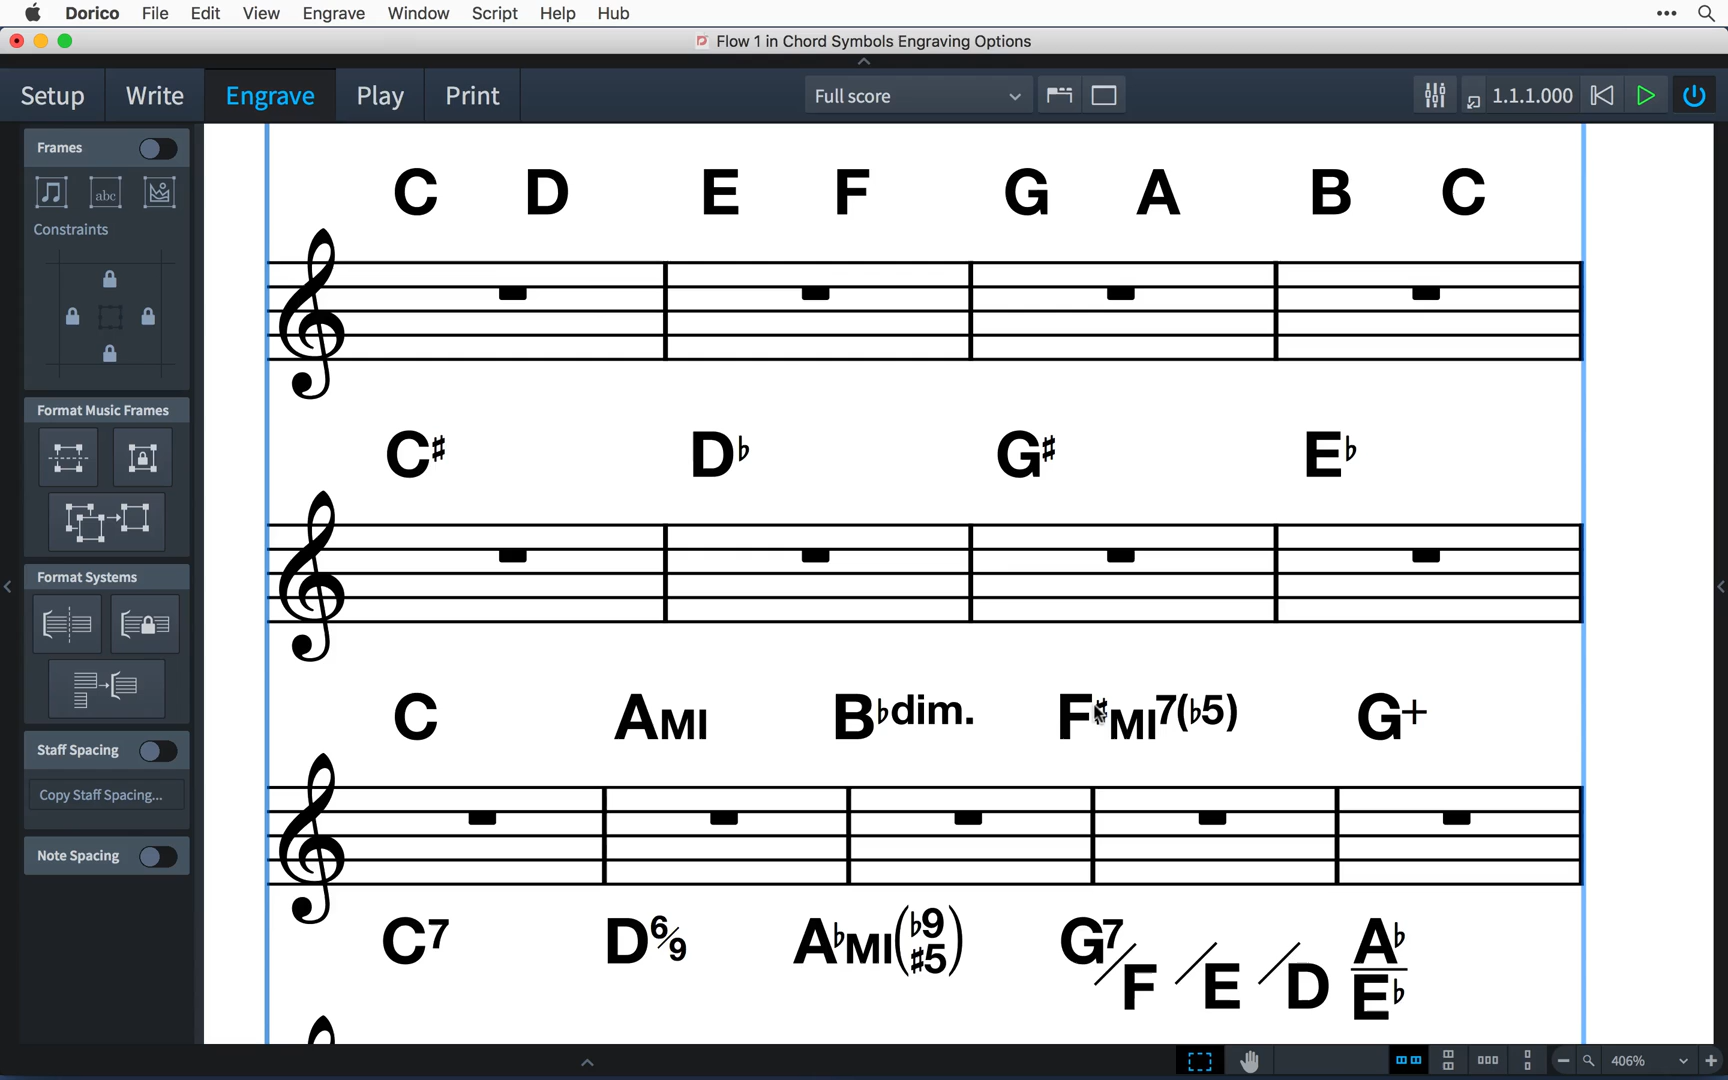 Dorico File Edit View Engrave Window Script Help Hub
Flow 1 in Chord Symbols Engraving Options
Setup Write Engrave Play Print Full score 1.1.1.000
Frames
abc
Constraints
Format Music Frames
Format Systems
Staff Spacing
Copy Staff Spacing...
Note Spacing
C D E F G A B C
C♯ D♭ G♯ E♭
C AMI B♭dim. F♯MI7(♭5) G+
C7 D6/9 A♭MI(♭9 ♯5) G7/F /E /D A♭/E♭
406%